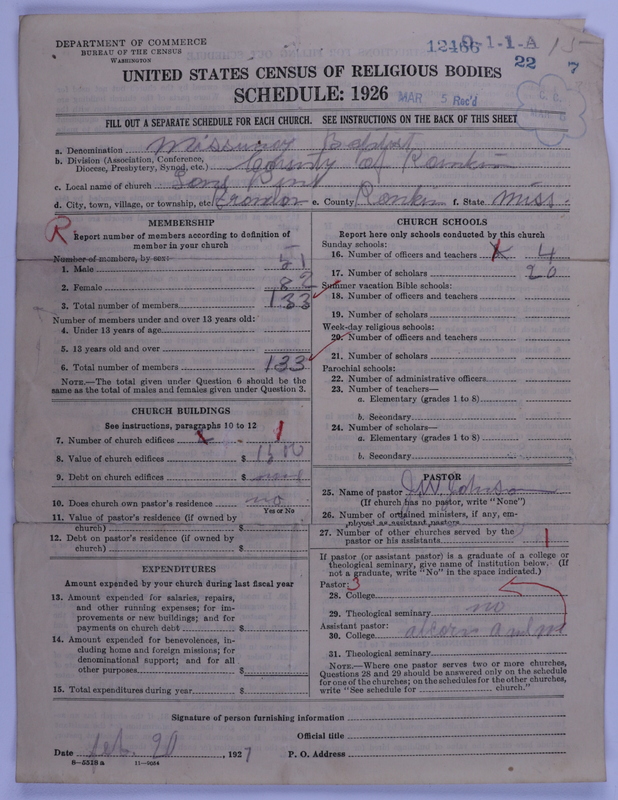 DEPARTMENT OF COMMERCE
BUREAU OF THE CENSUS
WASHINGTON
12466 9-1-1-A 15
22 7
UNITED STATES CENSUS OF RELIGIOUS BODIES
SCHEDULE: 1926
MAR 5 Rec'd
FILL OUT A SEPARATE SCHEDULE FOR EACH CHURCH. SEE INSTRUCTIONS ON THE BACK OF THIS SHEET
a. Denomination Baptist
b. Division (Association, Conference, Diocese, Presbytery, Synod, etc.) County of Rankin
c. Local name of church
d. City, town, village, or township, etc. e. County Rankin f. State Miss.
R
MEMBERSHIP
Report number of members according to definition of member in your church
Number of members, by sex:
1. Male 51
2. Female 82
3. Total number of members 133
Number of members under and over 13 years old:
4. Under 13 years of age
5. 13 years old and over
6. Total number of members 133
NOTE.—The total given under Question 6 should be the same as the total of males and females given under Question 3.
CHURCH BUILDINGS
See instructions, paragraphs 10 to 12
7. Number of church edifices 1
8. Value of church edifices $
9. Debt on church edifices $ none
10. Does church own pastor's residence no
Yes or No
11. Value of pastor's residence (if owned by church) $
12. Debt on pastor's residence (if owned by church) $
EXPENDITURES
Amount expended by your church during last fiscal year
13. Amount expended for salaries, repairs, and other running expenses; for improvements or new buildings; and for payments on church debt $
14. Amount expended for benevolences, including home and foreign missions; for denominational support; and for all other purposes $
15. Total expenditures during year $
CHURCH SCHOOLS
Report here only schools conducted by this church
Sunday schools:
16. Number of officers and teachers 4
17. Number of scholars 20
Summer vacation Bible schools:
18. Number of officers and teachers
19. Number of scholars
Week-day religious schools:
20. Number of officers and teachers
21. Number of scholars
Parochial schools:
22. Number of administrative officers
23. Number of teachers—
a. Elementary (grades 1 to 8)
b. Secondary
24. Number of scholars—
a. Elementary (grades 1 to 8)
b. Secondary
PASTOR
25. Name of pastor Johnson
(If church has no pastor, write "None")
26. Number of ordained ministers, if any, employed as assistant pastors
27. Number of other churches served by the pastor or his assistants 1
If pastor (or assistant pastor) is a graduate of a college or theological seminary, give name of institution below. (If not a graduate, write "No" in the space indicated.)
Pastor: 3
28. College
29. Theological seminary no
Assistant pastor:
30. College alcorn a and m
31. Theological seminary
NOTE.—Where one pastor serves two or more churches, Questions 28 and 29 should be answered only on the schedule for one of the churches; on the schedules for the other churches, write "See schedule for church."
Signature of person furnishing information
Official title
Date Feb. 20, 1927 P. O. Address
8—5518 a 11—9084